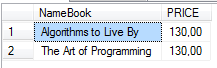 NameBook PRICE
1 Algorithms to Live By 130,00
2 The Art of Programming 130,00